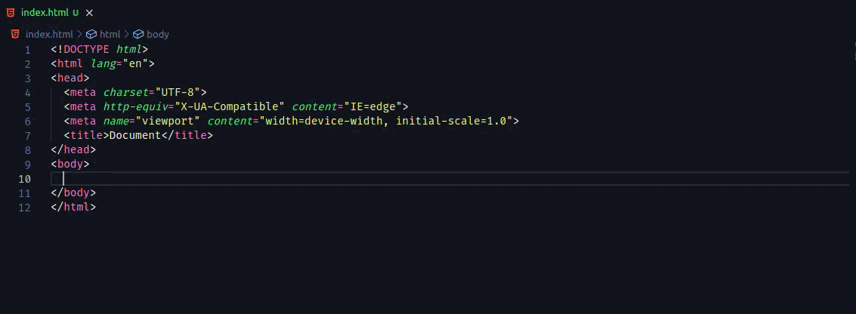 index.html U ×
index.html > html > body
1 <!DOCTYPE html>
2 <html lang="en">
3 <head>
4   <meta charset="UTF-8">
5   <meta http-equiv="X-UA-Compatible" content="IE=edge">
6   <meta name="viewport" content="width=device-width, initial-scale=1.0">
7   <title>Document</title>
8 </head>
9 <body>
10
11 </body>
12 </html>